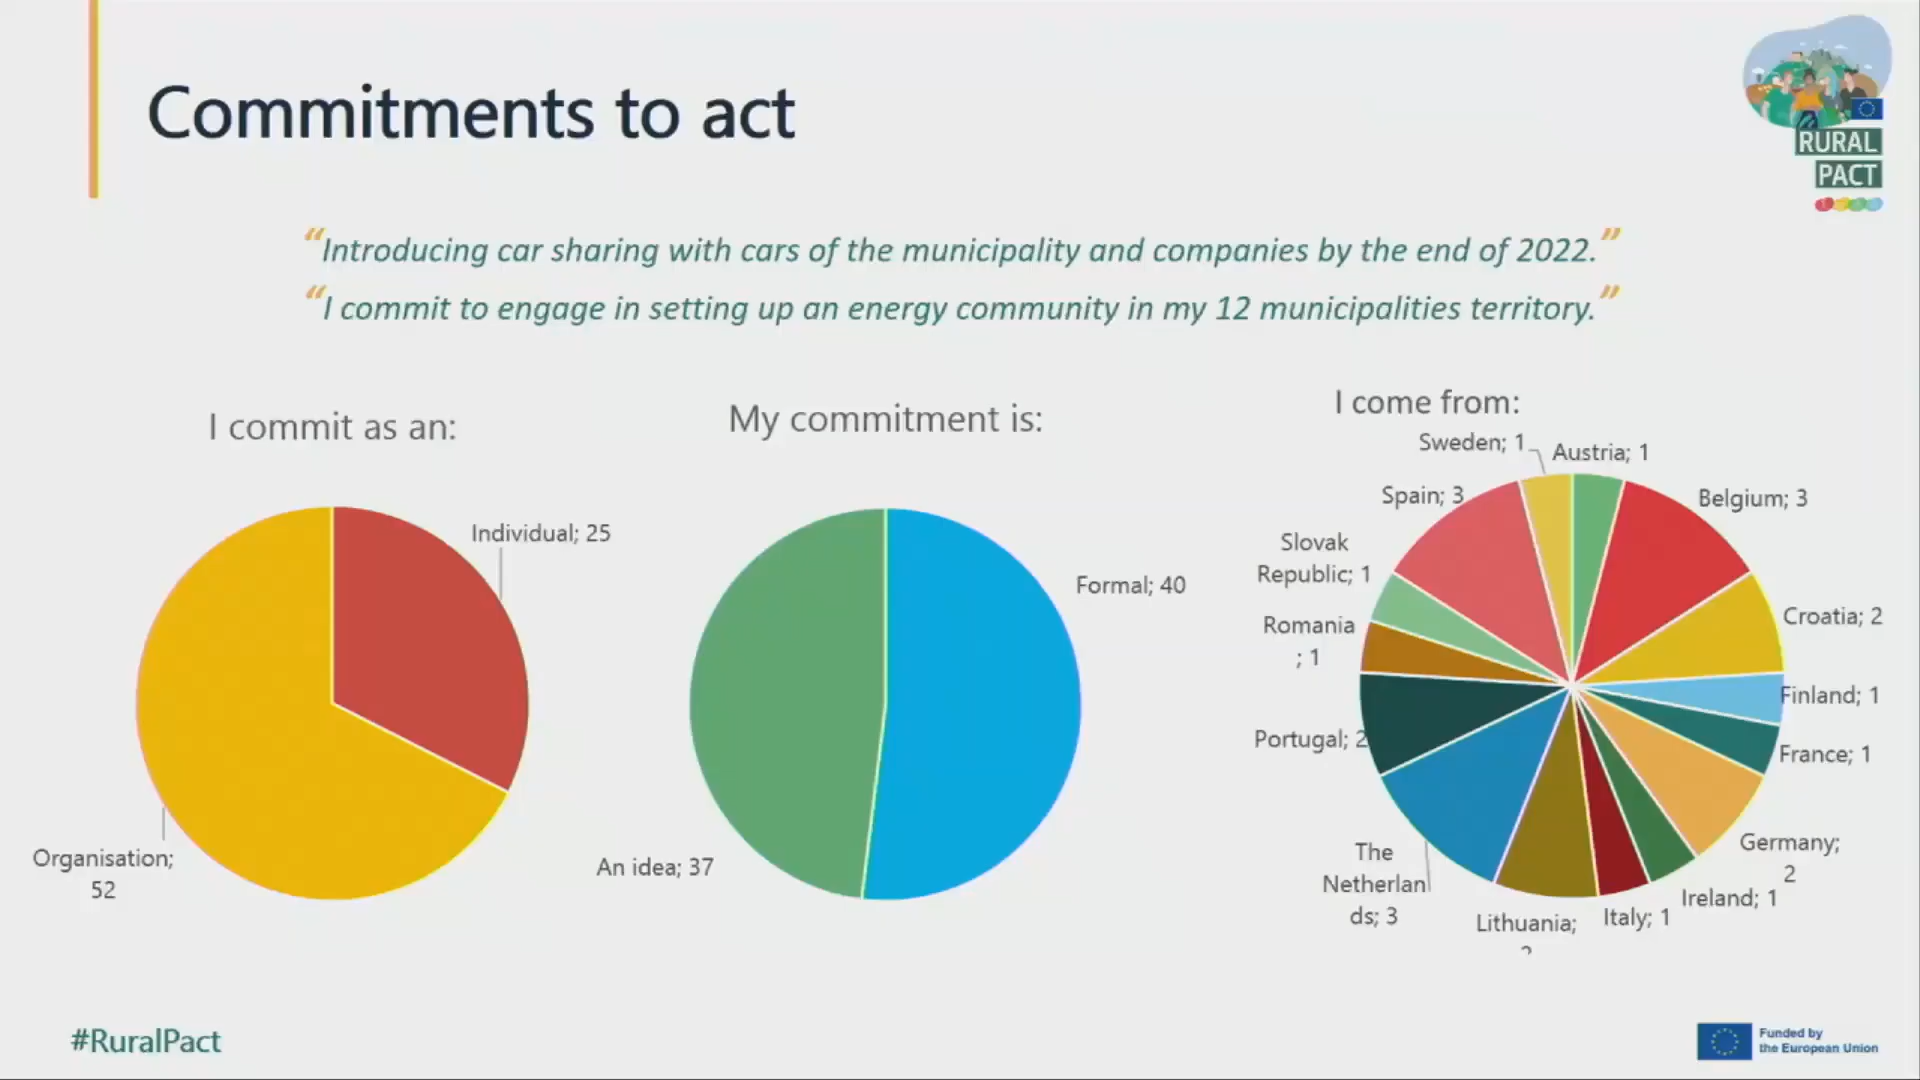 Commitments to act
RURAL
PACT
“Introducing car sharing with cars of the municipality and companies by the end of 2022.”
“I commit to engage in setting up an energy community in my 12 municipalities territory.”
I commit as an:
Individual; 25
Organisation;
52
My commitment is:
Formal; 40
An idea; 37
I come from:
Sweden; 1
Austria; 1
Spain; 3
Belgium; 3
Slovak
Republic; 1
Croatia; 2
Romania
; 1
Finland; 1
Portugal; 2
France; 1
The
Netherlan
ds; 3
Germany;
2
Ireland; 1
Italy; 1
Lithuania;
#RuralPact
Funded by
the European Union